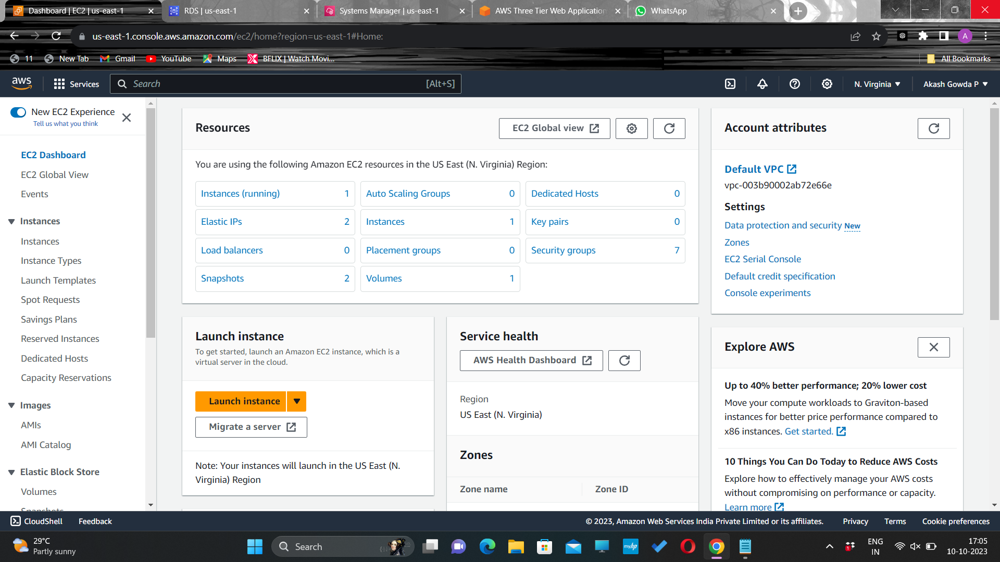 Dashboard | EC2 | us-east-1
RDS | us-east-1
Systems Manager | us-east-1
AWS Three Tier Web Application
WhatsApp
us-east-1.console.aws.amazon.com/ec2/home?region=us-east-1#Home:
A
11
New Tab
Gmail
YouTube
Maps
BFLIX | Watch Movi...
All Bookmarks
aws
Services
Search
[Alt+S]
N. Virginia
Akash Gowda P
New EC2 Experience
Tell us what you think
EC2 Dashboard
EC2 Global View
Events
Instances
Instances
Instance Types
Launch Templates
Spot Requests
Savings Plans
Reserved Instances
Dedicated Hosts
Capacity Reservations
Images
AMIs
AMI Catalog
Elastic Block Store
Volumes
Snapshots
Resources
EC2 Global view
You are using the following Amazon EC2 resources in the US East (N. Virginia) Region:
Instances (running) 1
Auto Scaling Groups 0
Dedicated Hosts 0
Elastic IPs 2
Instances 1
Key pairs 0
Load balancers 0
Placement groups 0
Security groups 7
Snapshots 2
Volumes 1
Launch instance
To get started, launch an Amazon EC2 instance, which is a
virtual server in the cloud.
Launch instance
Migrate a server
Note: Your instances will launch in the US East (N.
Virginia) Region
Service health
AWS Health Dashboard
Region
US East (N. Virginia)
Zones
Zone name
Zone ID
Account attributes
Default VPC
vpc-003b90002ab72e66e
Settings
Data protection and security New
Zones
EC2 Serial Console
Default credit specification
Console experiments
Explore AWS
Up to 40% better performance; 20% lower cost
Move your compute workloads to Graviton-based
instances for better price performance compared to
x86 instances. Get started.
10 Things You Can Do Today to Reduce AWS Costs
Explore how to effectively manage your AWS costs
without compromising on performance or capacity.
Learn more
CloudShell
Feedback
© 2023, Amazon Web Services India Private Limited or its affiliates.
Privacy
Terms
Cookie preferences
29°C
Partly sunny
Search
myhp
1
ENG
IN
17:05
10-10-2023